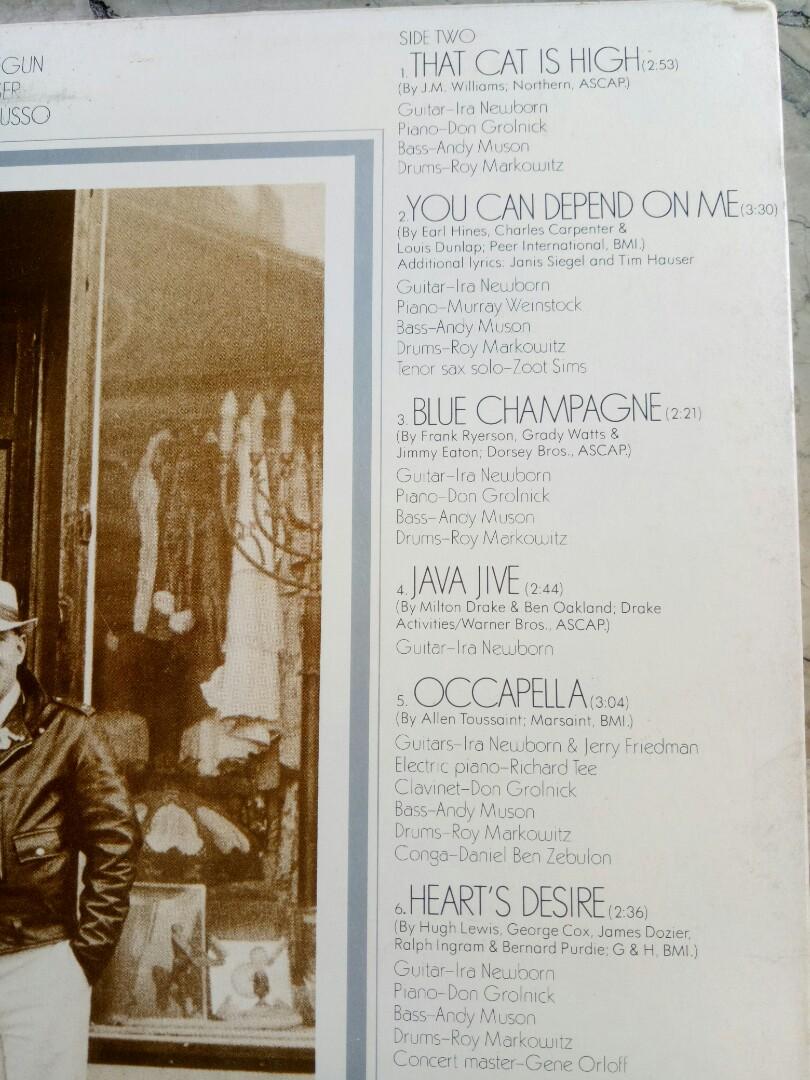 GUN
SER
USSO
SIDE TWO
1. THAT CAT IS HIGH (2:53)
(By J.M. Williams; Northern, ASCAP.)
Guitar–Ira Newborn
Piano–Don Grolnick
Bass–Andy Muson
Drums–Roy Markowitz
2. YOU CAN DEPEND ON ME (3:30)
(By Earl Hines, Charles Carpenter &
Louis Dunlap; Peer International, BMI.)
Additional lyrics: Janis Siegel and Tim Hauser
Guitar–Ira Newborn
Piano–Murray Weinstock
Bass–Andy Muson
Drums–Roy Markowitz
Tenor sax solo–Zoot Sims
3. BLUE CHAMPAGNE (2:21)
(By Frank Ryerson, Grady Watts &
Jimmy Eaton; Dorsey Bros., ASCAP.)
Guitar–Ira Newborn
Piano–Don Grolnick
Bass–Andy Muson
Drums–Roy Markowitz
4. JAVA JIVE (2:44)
(By Milton Drake & Ben Oakland; Drake
Activities/Warner Bros., ASCAP.)
Guitar–Ira Newborn
5. OCCAPELLA (3:04)
(By Allen Toussaint; Marsaint, BMI.)
Guitars–Ira Newborn & Jerry Friedman
Electric piano–Richard Tee
Clavinet–Don Grolnick
Bass–Andy Muson
Drums–Roy Markowitz
Conga–Daniel Ben Zebulon
6. HEART'S DESIRE (2:36)
(By Hugh Lewis, George Cox, James Dozier,
Ralph Ingram & Bernard Purdie; G & H, BMI.)
Guitar–Ira Newborn
Piano–Don Grolnick
Bass–Andy Muson
Drums–Roy Markowitz
Concert master–Gene Orloff